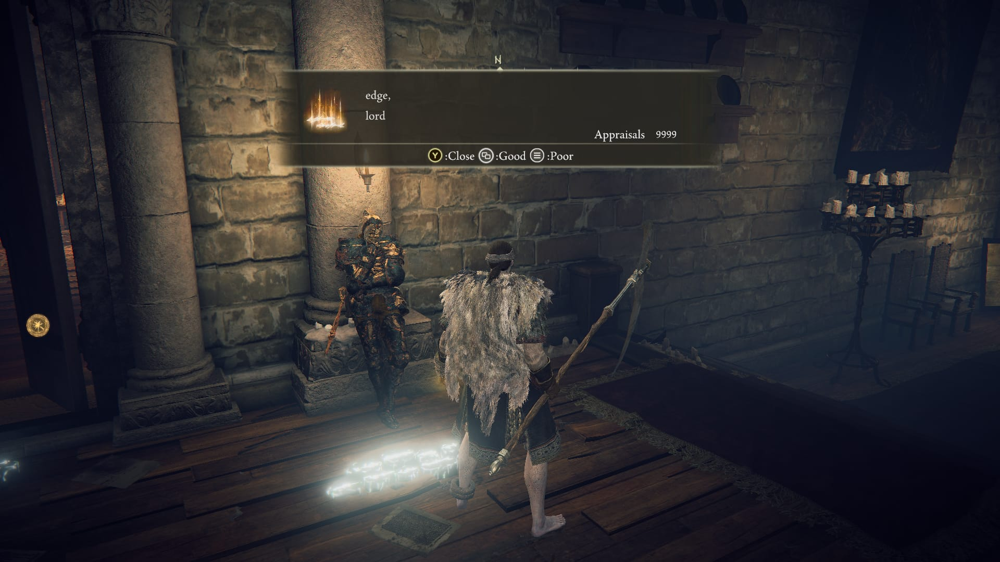 N
edge,
lord
Appraisals 9999
Y :Close :Good :Poor